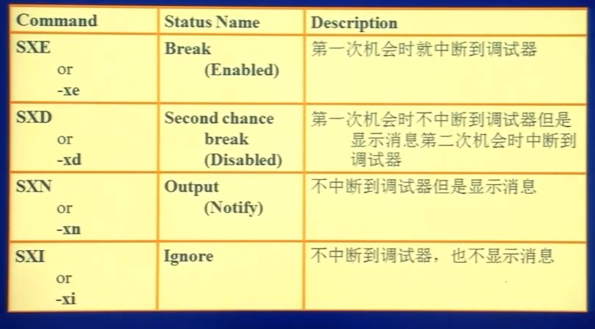 Command Status Name Description
SXE Break 第一次机会时就中断到调试器
or (Enabled)
-xe
SXD Second chance 第一次机会时不中断到调试器但是
or break 显示消息第二次机会时中断到
-xd (Disabled) 调试器
SXN Output 不中断到调试器但是显示消息
or (Notify)
-xn
SXI Ignore 不中断到调试器，也不显示消息
or
-xi